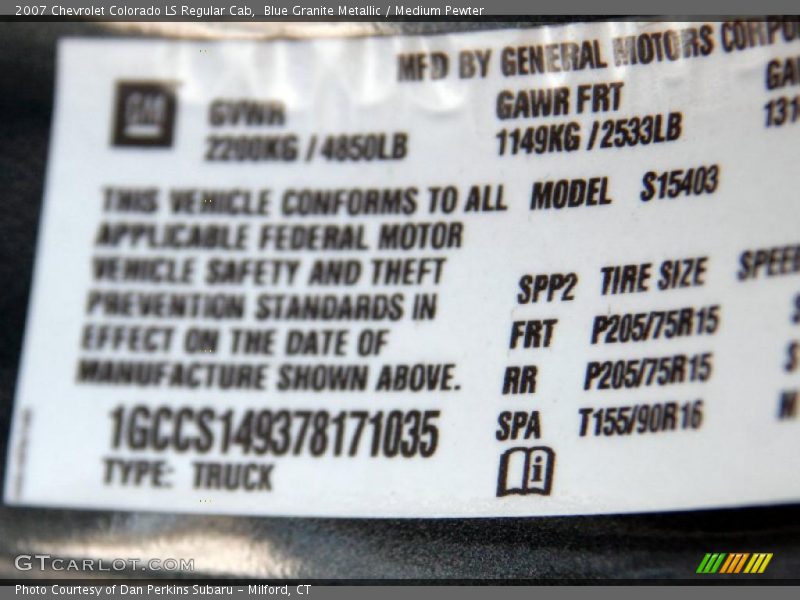 2007 Chevrolet Colorado LS Regular Cab,  Blue Granite Metallic / Medium Pewter
MFD BY GENERAL MOTORS
GM
GVWR
2200KG / 4850LB
GAWR FRT
1149KG / 2533LB
THIS VEHICLE CONFORMS TO ALL
APPLICABLE FEDERAL MOTOR
VEHICLE SAFETY AND THEFT
PREVENTION STANDARDS IN
EFFECT ON THE DATE OF
MANUFACTURE SHOWN ABOVE.
MODEL S15403
SPP2 TIRE SIZE
FRT P205/75R15
RR P205/75R15
SPA T155/90R16
1GCCS149378171035
TYPE: TRUCK
GTCARLOT.COM
Photo Courtesy of Dan Perkins Subaru – Milford, CT